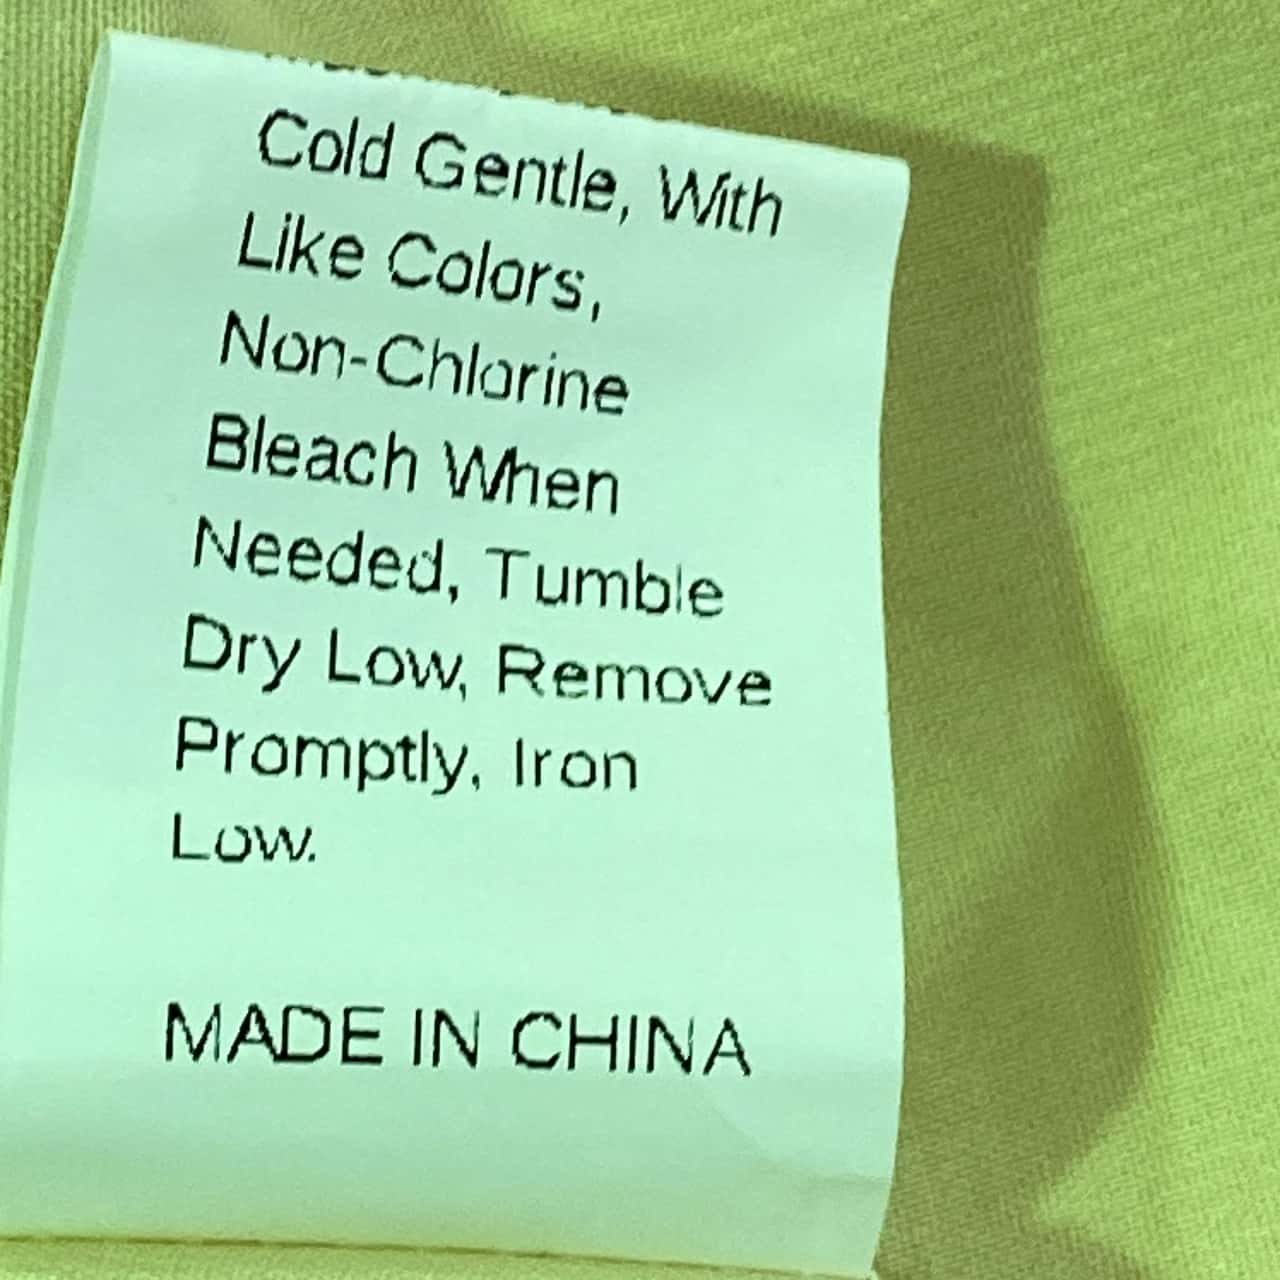 Cold Gentle, With
Like Colors,
Non-Chlorine
Bleach When
Needed, Tumble
Dry Low, Remove
Promptly, Iron
Low.
MADE IN CHINA